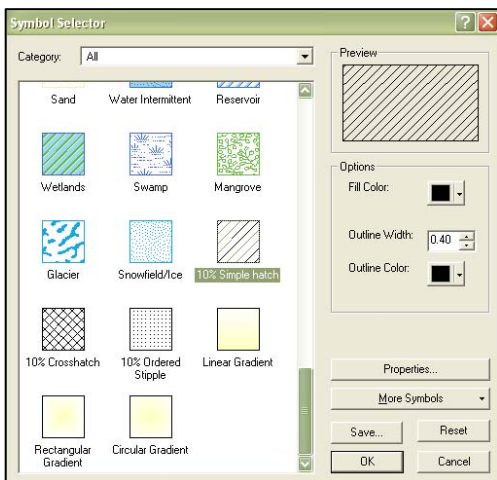 Symbol Selector
Category: All
Sand
Water Intermittent
Reservoir
Wetlands
Swamp
Mangrove
Glacier
Snowfield/Ice
10% Simple hatch
10% Crosshatch
10% Ordered
Stipple
Linear Gradient
Rectangular
Gradient
Circular Gradient
Preview
Options
Fill Color:
Outline Width: 0.40
Outline Color:
Properties...
More Symbols
Save...
Reset
OK
Cancel